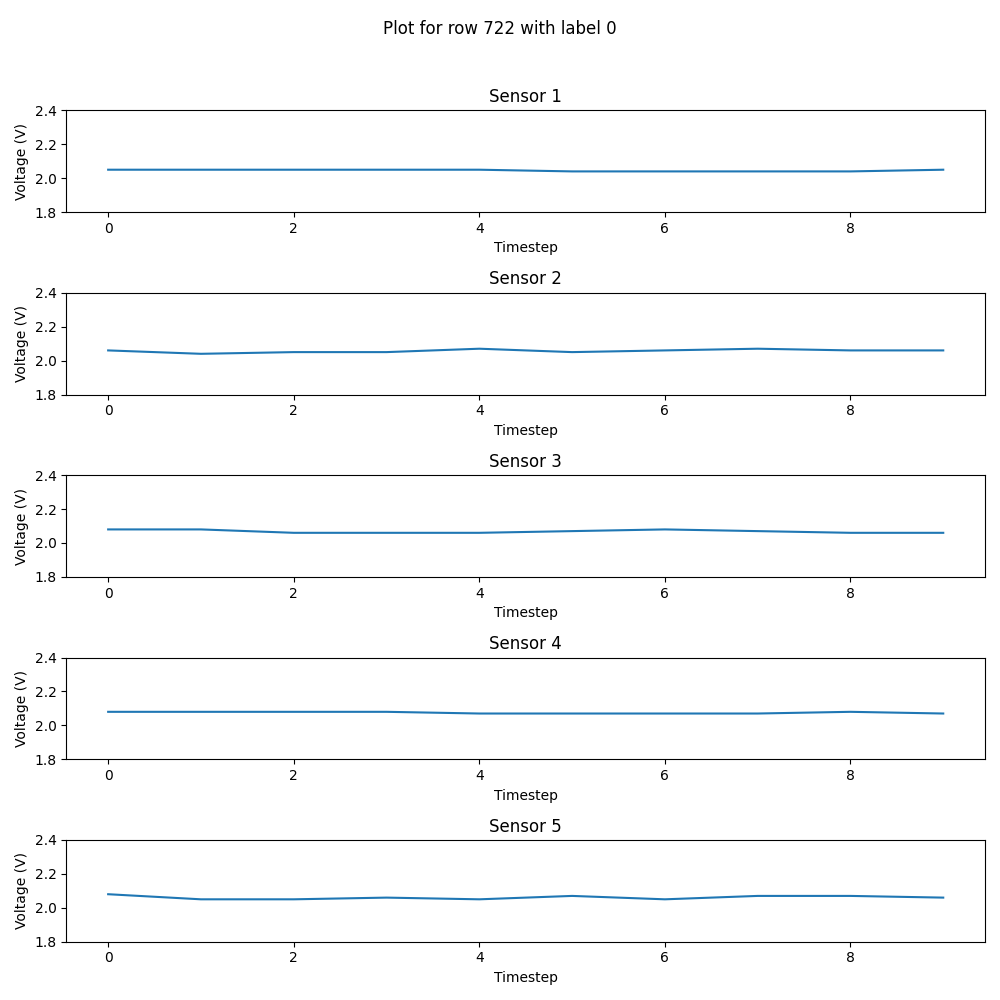 Plot for row 722 with label 0
Sensor 1
Voltage (V)
2.4
2.2
2.0
1.8
0 2 4 6 8
Timestep
Sensor 2
Voltage (V)
2.4
2.2
2.0
1.8
0 2 4 6 8
Timestep
Sensor 3
Voltage (V)
2.4
2.2
2.0
1.8
0 2 4 6 8
Timestep
Sensor 4
Voltage (V)
2.4
2.2
2.0
1.8
0 2 4 6 8
Timestep
Sensor 5
Voltage (V)
2.4
2.2
2.0
1.8
0 2 4 6 8
Timestep